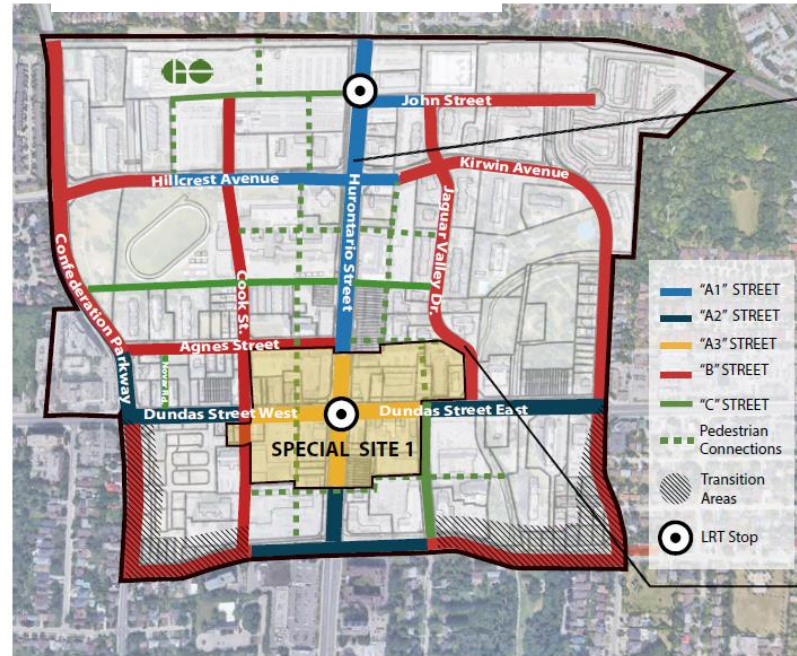 GO
John Street
Kirwin Avenue
Hillcrest Avenue
Hurontario Street
Jaguar Valley Dr.
Confederation Parkway
Cook St.
Agnes Street
Novar Rd.
Dundas Street West
Dundas Street East
SPECIAL SITE 1
"A1" STREET
"A2" STREET
"A3" STREET
"B" STREET
"C" STREET
Pedestrian
Connections
Transition
Areas
LRT Stop